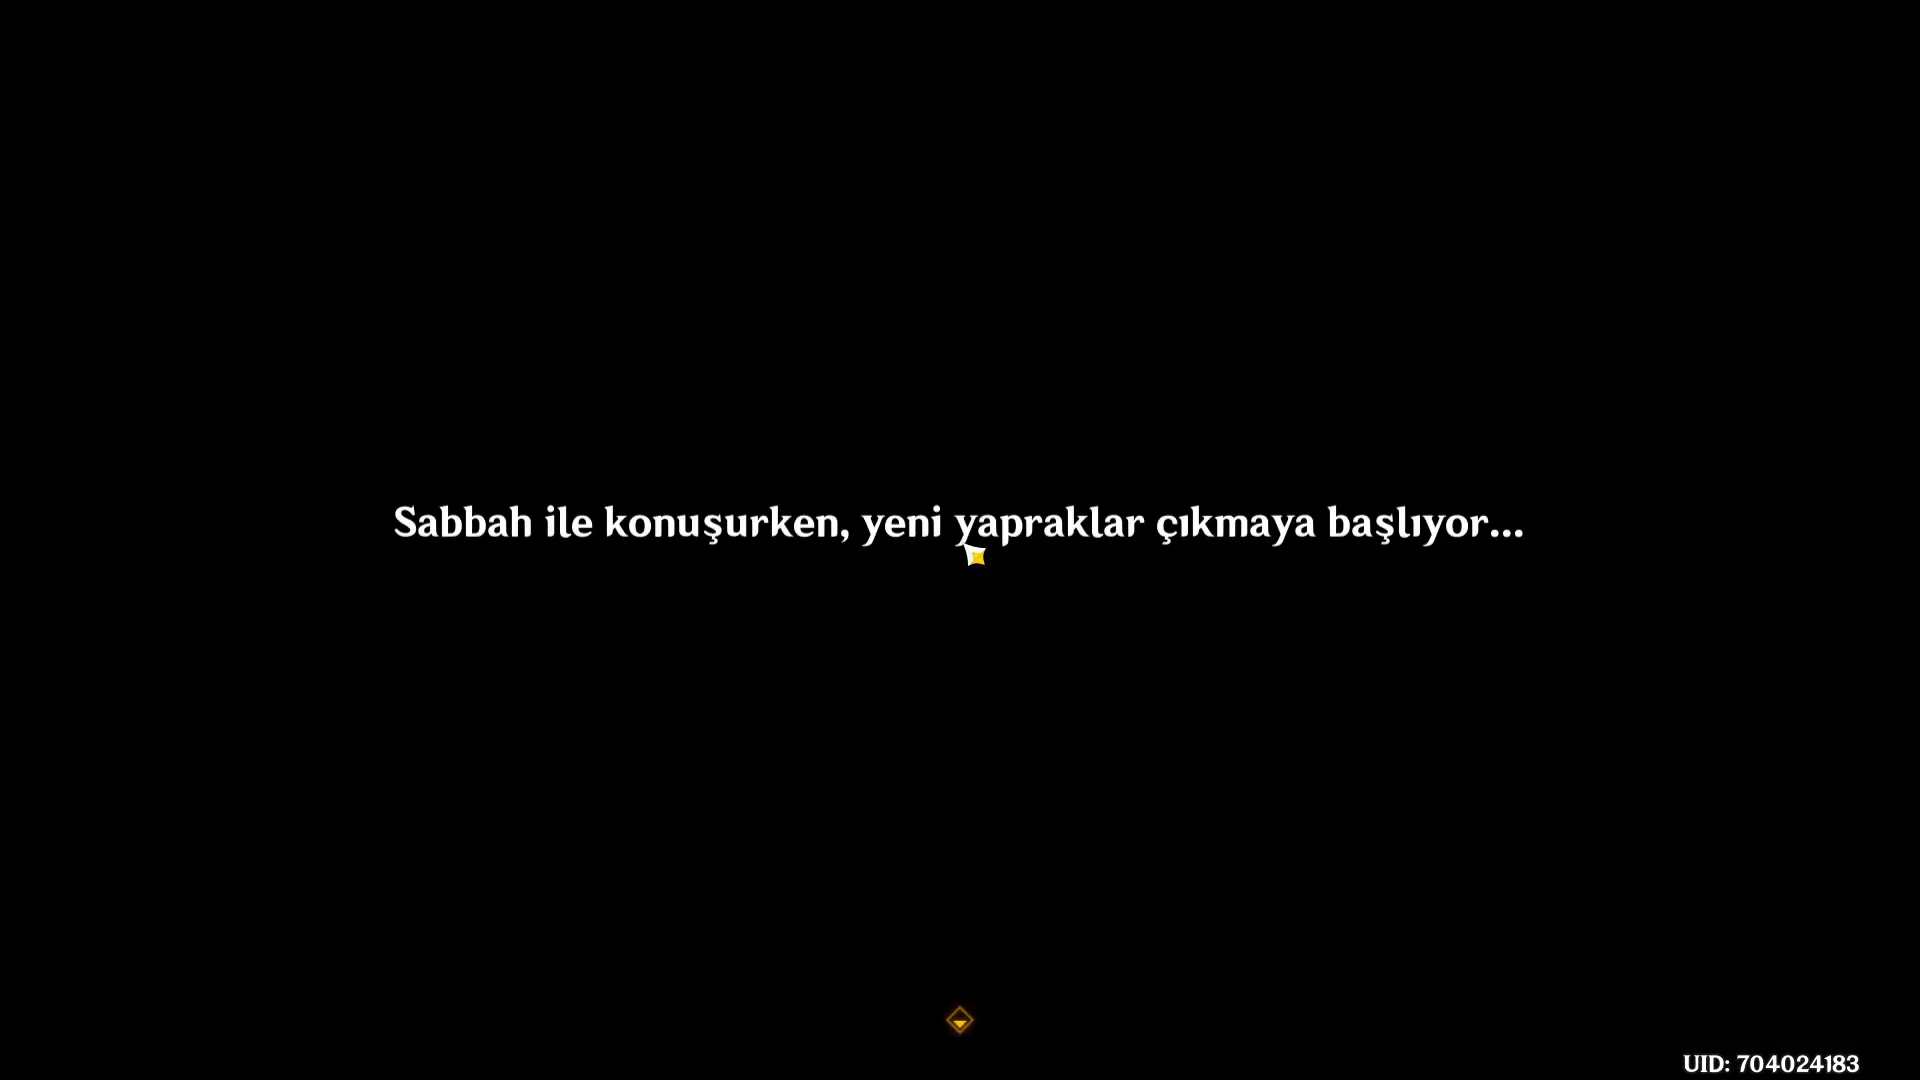 Sabbah ile konuşurken, yeni yapraklar çıkmaya başlıyor...
UID: 704024183